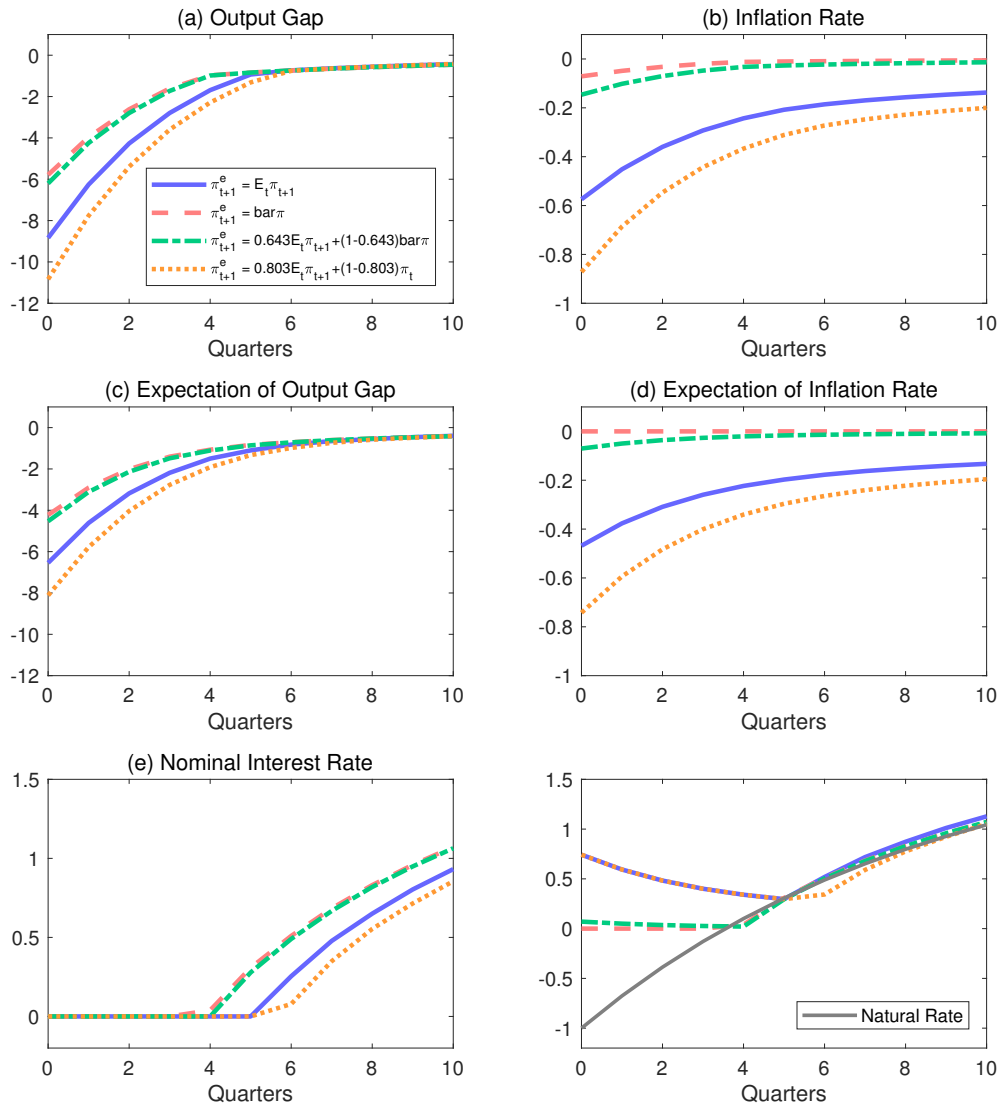 (a) Output Gap
0
-2
-4
-6
-8
-10
-12
0 2 4 6 8 10
Quarters
π^e_{t+1} = E_t π_{t+1}
π^e_{t+1} = barπ
π^e_{t+1} = 0.643E_t π_{t+1}+(1-0.643)barπ
π^e_{t+1} = 0.803E_t π_{t+1}+(1-0.803)π_t
(b) Inflation Rate
0
-0.2
-0.4
-0.6
-0.8
-1
0 2 4 6 8 10
Quarters
(c) Expectation of Output Gap
0
-2
-4
-6
-8
-10
-12
0 2 4 6 8 10
Quarters
(d) Expectation of Inflation Rate
0
-0.2
-0.4
-0.6
-0.8
-1
0 2 4 6 8 10
Quarters
(e) Nominal Interest Rate
1.5
1
0.5
0
0 2 4 6 8 10
Quarters
1.5
1
0.5
0
-0.5
-1
Natural Rate
0 2 4 6 8 10
Quarters